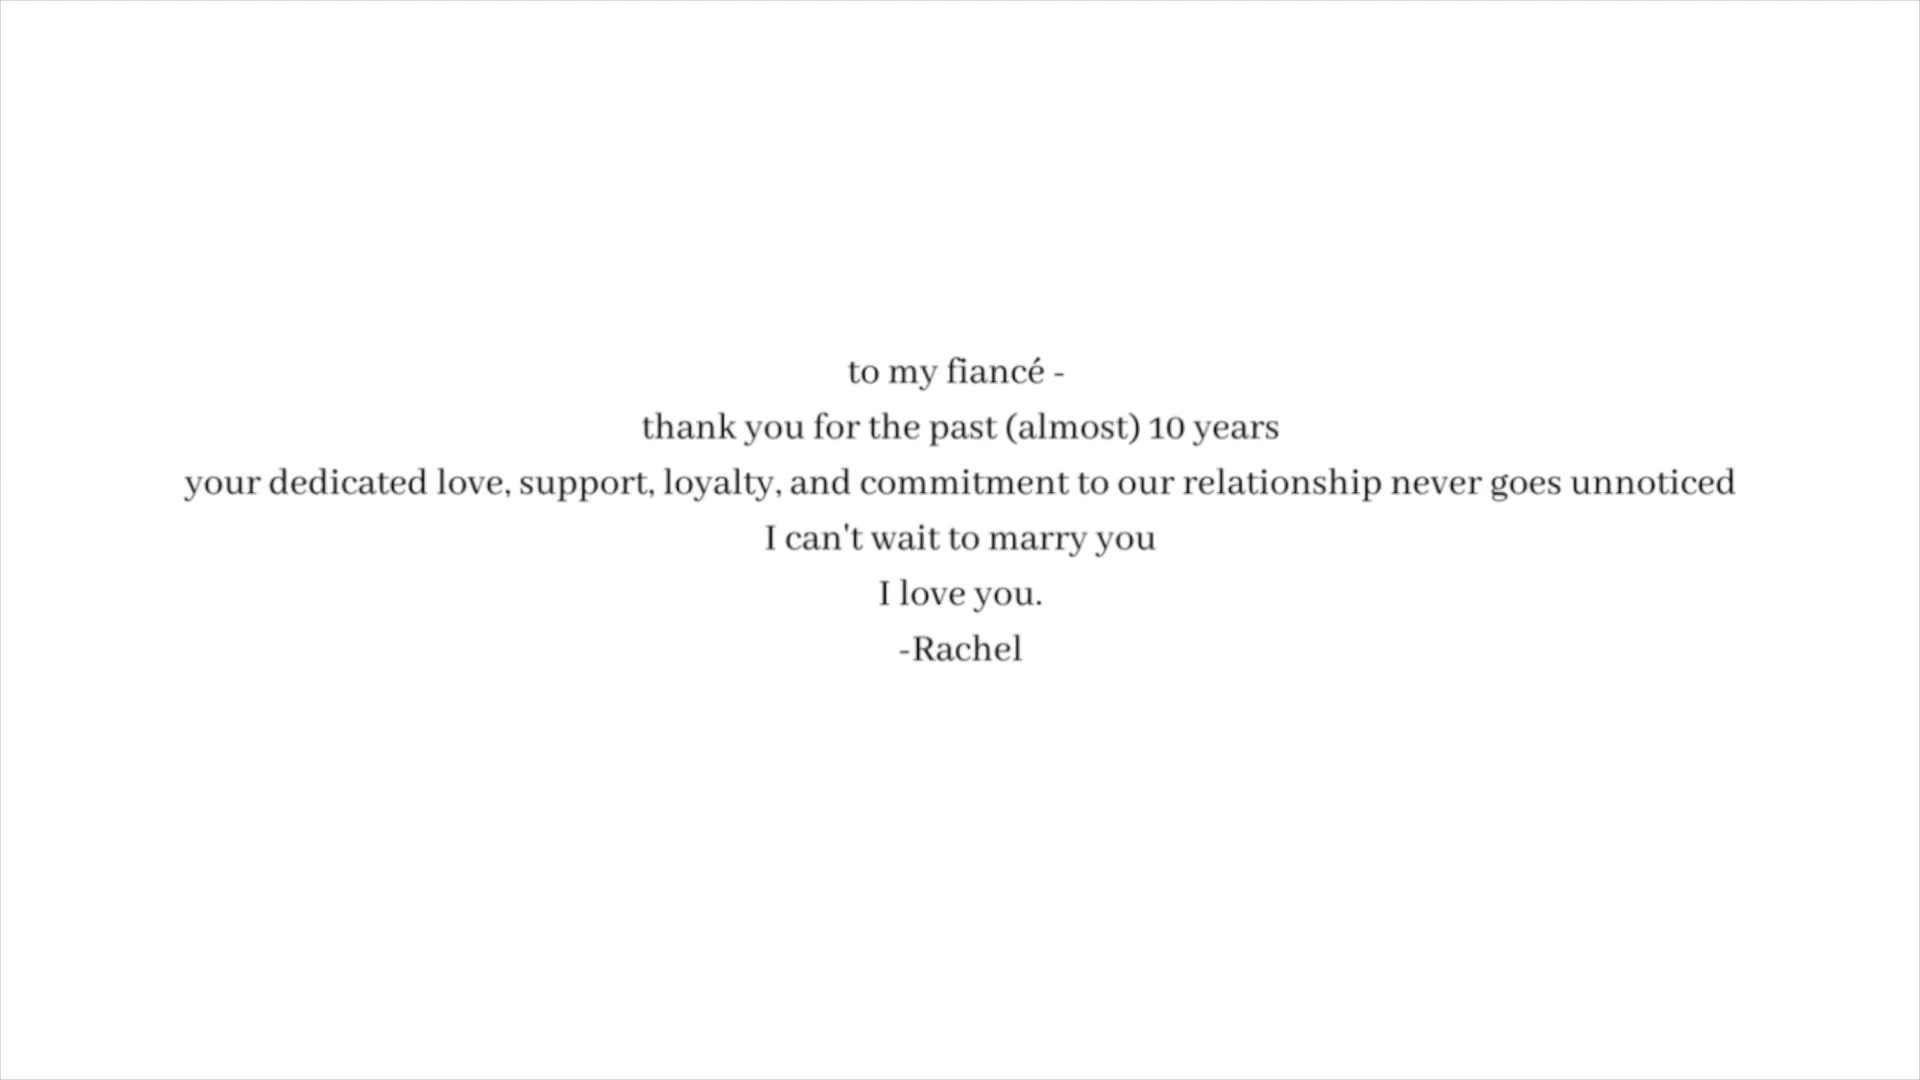 to my fiancé -
thank you for the past (almost) 10 years
your dedicated love, support, loyalty, and commitment to our relationship never goes unnoticed
I can't wait to marry you
I love you.
-Rachel